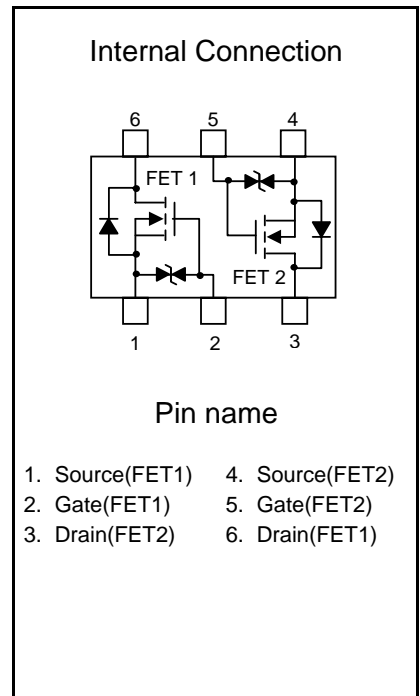 Internal Connection
6 5 4
FET 1
FET 2
1 2 3
Pin name
1. Source(FET1) 4. Source(FET2)
2. Gate(FET1) 5. Gate(FET2)
3. Drain(FET2) 6. Drain(FET1)